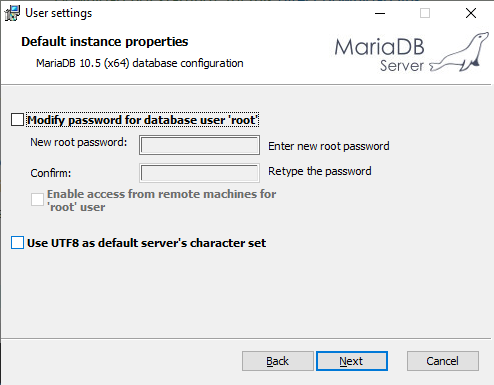 User settings
Default instance properties
MariaDB 10.5 (x64) database configuration
MariaDB
Server
Modify password for database user 'root'
New root password:
Enter new root password
Confirm:
Retype the password
Enable access from remote machines for
'root' user
Use UTF8 as default server's character set
Back
Next
Cancel